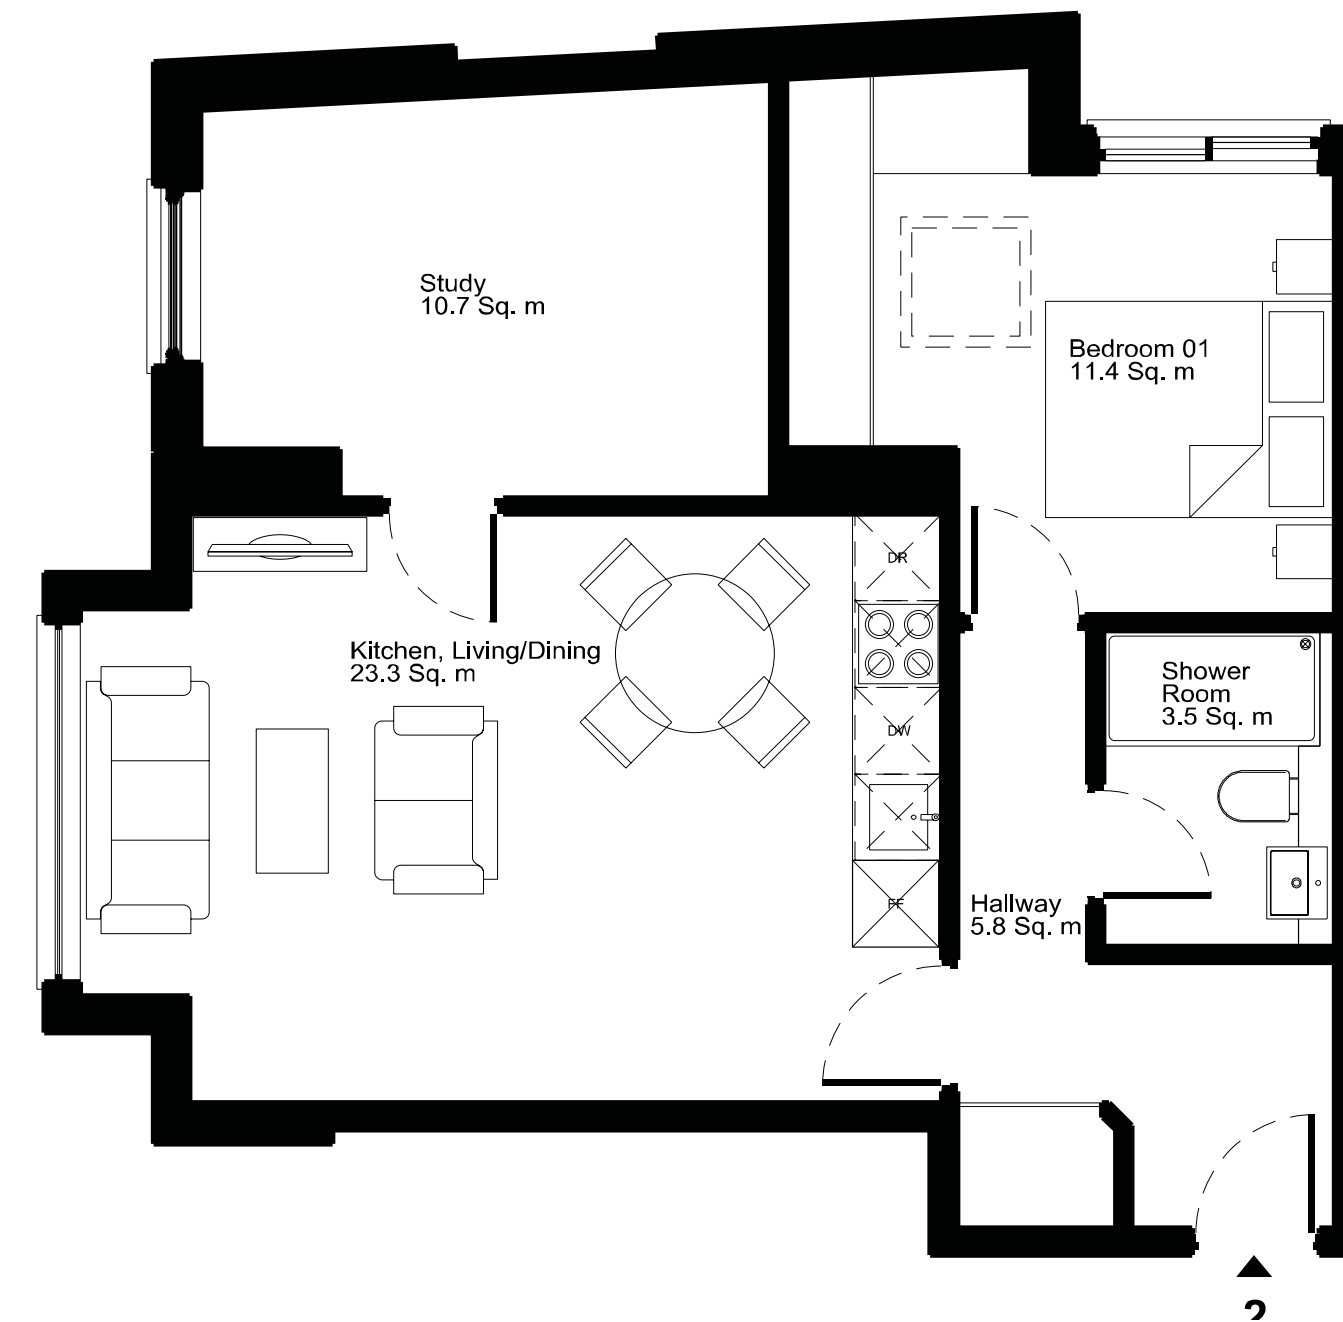 Study
10.7 Sq. m
Bedroom 01
11.4 Sq. m
DR
Kitchen, Living/Dining
23.3 Sq. m
Shower
Room
3.5 Sq. m
DW
Hallway
5.8 Sq. m
FF
2